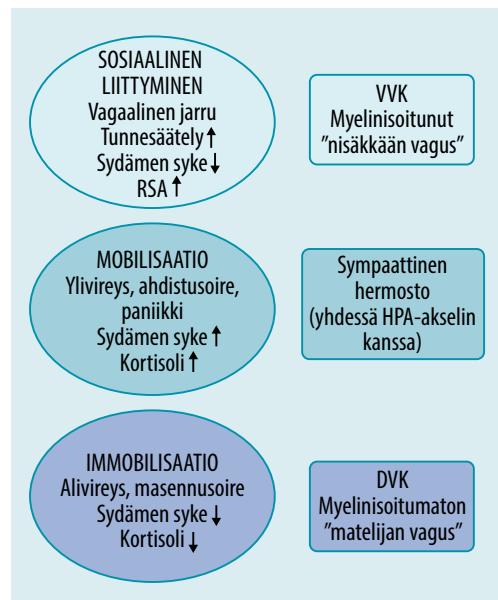 SOSIAALINEN
LIITTYMINEN
Vagaalinen jarru
Tunnesäätely ↑
Sydämen syke ↓
RSA ↑
VVK
Myelinisoitunut
”nisäkkään vagus”
MOBILISAATIO
Ylivireys, ahdistusoire,
paniikki
Sydämen syke ↑
Kortisoli ↑
Sympaattinen
hermosto
(yhdessä HPA-akselin
kanssa)
IMMOBILISAATIO
Alivireys, masennusoire
Sydämen syke ↓
Kortisoli ↓
DVK
Myelinisoitumaton
”matelijan vagus”